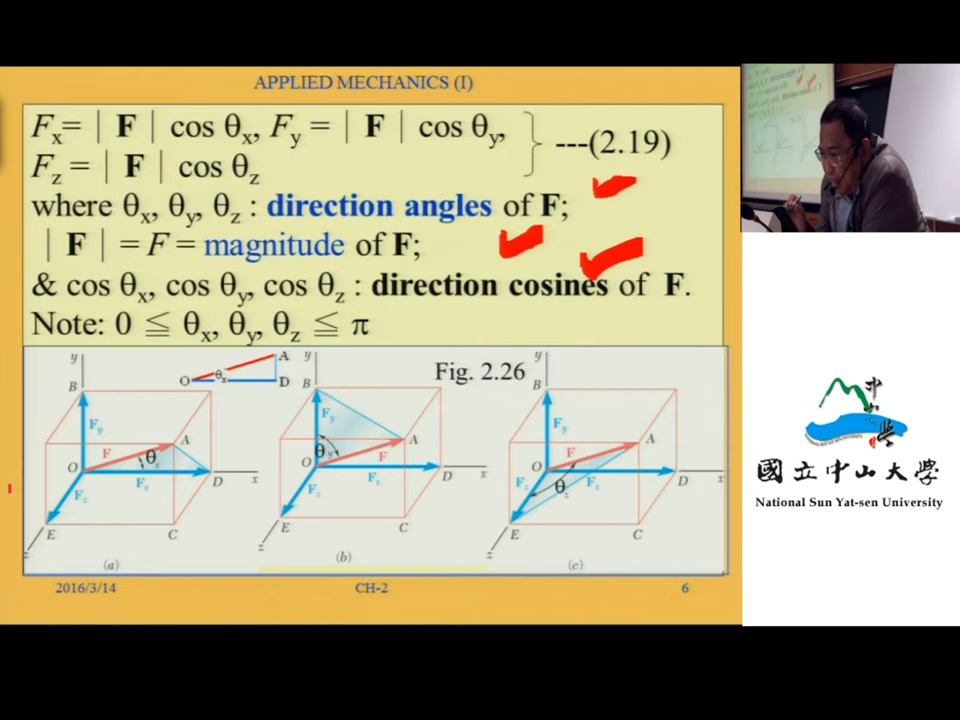 APPLIED MECHANICS (I)
Fx= | F | cos θx, Fy = | F | cos θy,
Fz = | F | cos θz
---(2.19)
where θx, θy, θz : direction angles of F;
| F | = F = magnitude of F;
& cos θx, cos θy, cos θz : direction cosines of F.
Note: 0 ≦ θx, θy, θz ≦ π
Fig. 2.26
y
B
Fy
F
A
θx
O
Fx
D
x
Fz
E
C
z
(a)
O
θx
A
D
y
B
Fy
θy
A
F
O
Fx
D
x
Fz
E
C
z
(b)
y
B
Fy
A
F
O
Fz
θz
Fx
D
x
E
C
z
(c)
2016/3/14
CH-2
6
國立中山大學
National Sun Yat-sen University